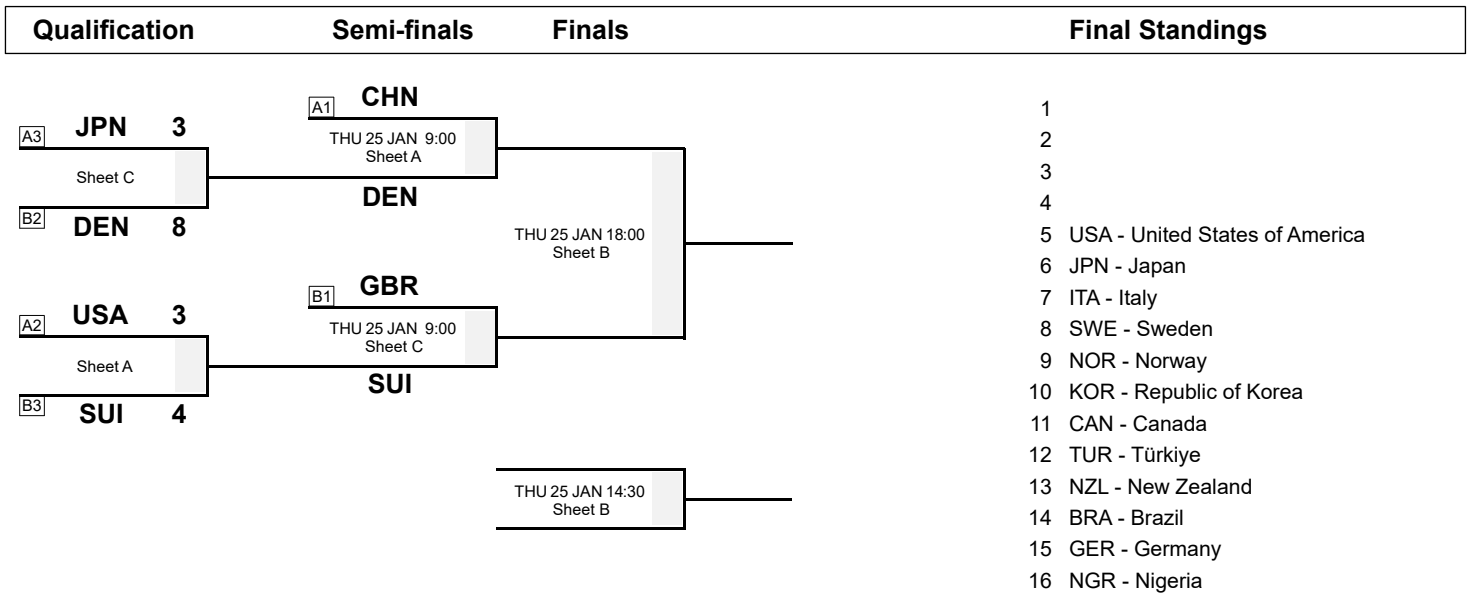 Qualification Semi-finals Finals Final Standings
A1 CHN
A3 JPN 3
THU 25 JAN 9:00
Sheet A
Sheet C
DEN
B2 DEN 8
THU 25 JAN 18:00
Sheet B
B1 GBR
A2 USA 3
THU 25 JAN 9:00
Sheet C
Sheet A
SUI
B3 SUI 4
THU 25 JAN 14:30
Sheet B
1
2
3
4
5 USA - United States of America
6 JPN - Japan
7 ITA - Italy
8 SWE - Sweden
9 NOR - Norway
10 KOR - Republic of Korea
11 CAN - Canada
12 TUR - Türkiye
13 NZL - New Zealand
14 BRA - Brazil
15 GER - Germany
16 NGR - Nigeria